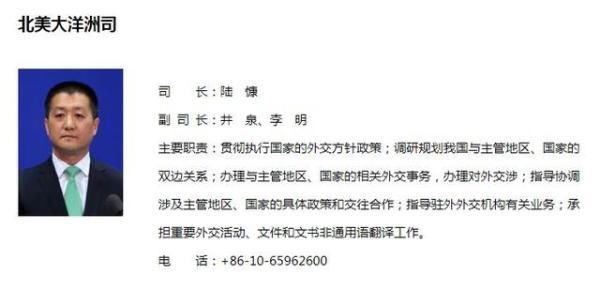 北美大洋洲司
司 长：陆 慷
副 司 长：井 泉、李 明
主要职责：贯彻执行国家的外交方针政策；调研规划我国与主管地区、国家的
双边关系；办理与主管地区、国家的相关外交事务，办理对外交涉；指导协调
涉及主管地区、国家的具体政策和交往合作；指导驻外外交机构有关业务；承
担重要外交活动、文件和文书非通用语翻译工作。
电 话：+86-10-65962600